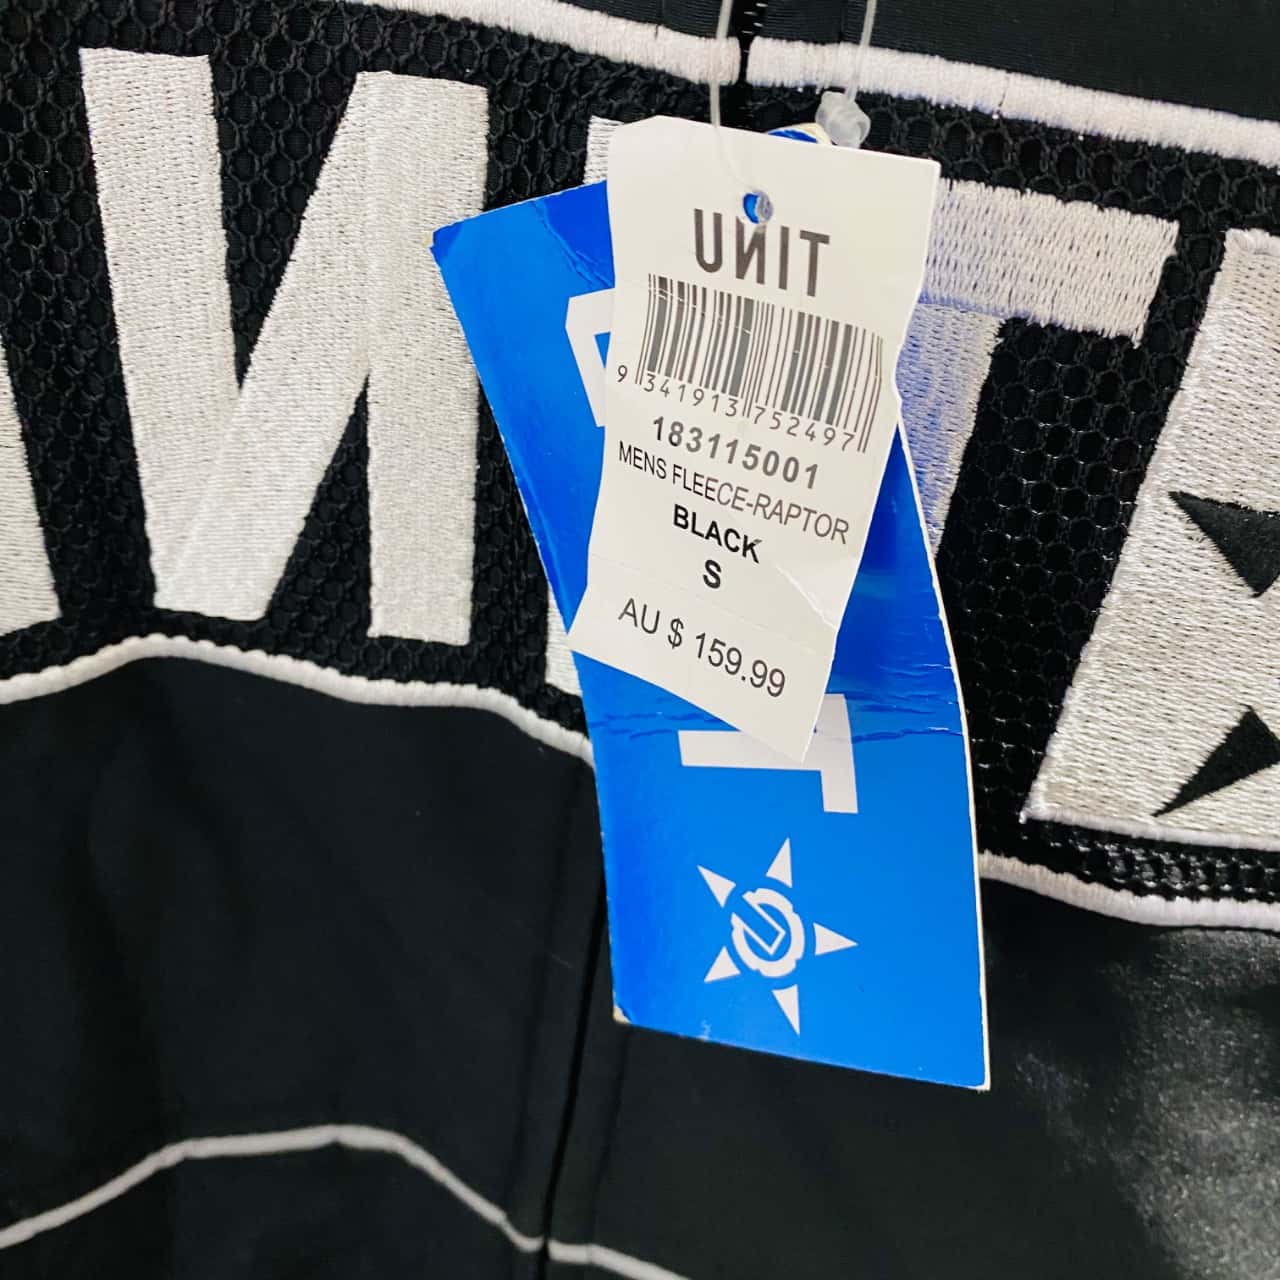 UNIT
9 341913 752497
183115001
MENS FLEECE-RAPTOR
BLACK
S
AU $ 159.99